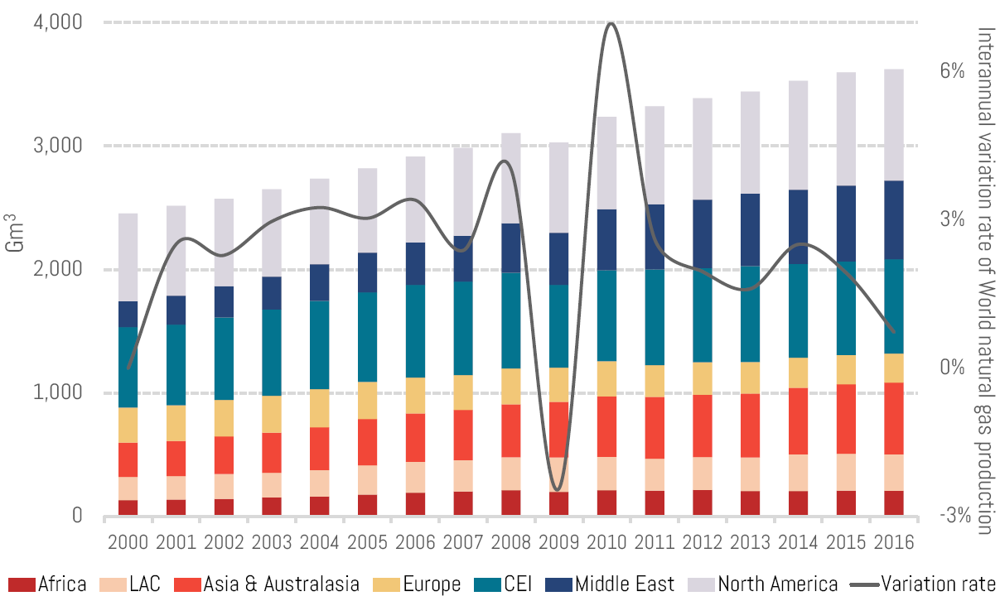 4,000
3,000
2,000
1,000
0
Gm³
6%
3%
0%
-3%
Interannual variation rate of World natural gas production
2000 2001 2002 2003 2004 2005 2006 2007 2008 2009 2010 2011 2012 2013 2014 2015 2016
Africa LAC Asia & Australasia Europe CEI Middle East North America Variation rate